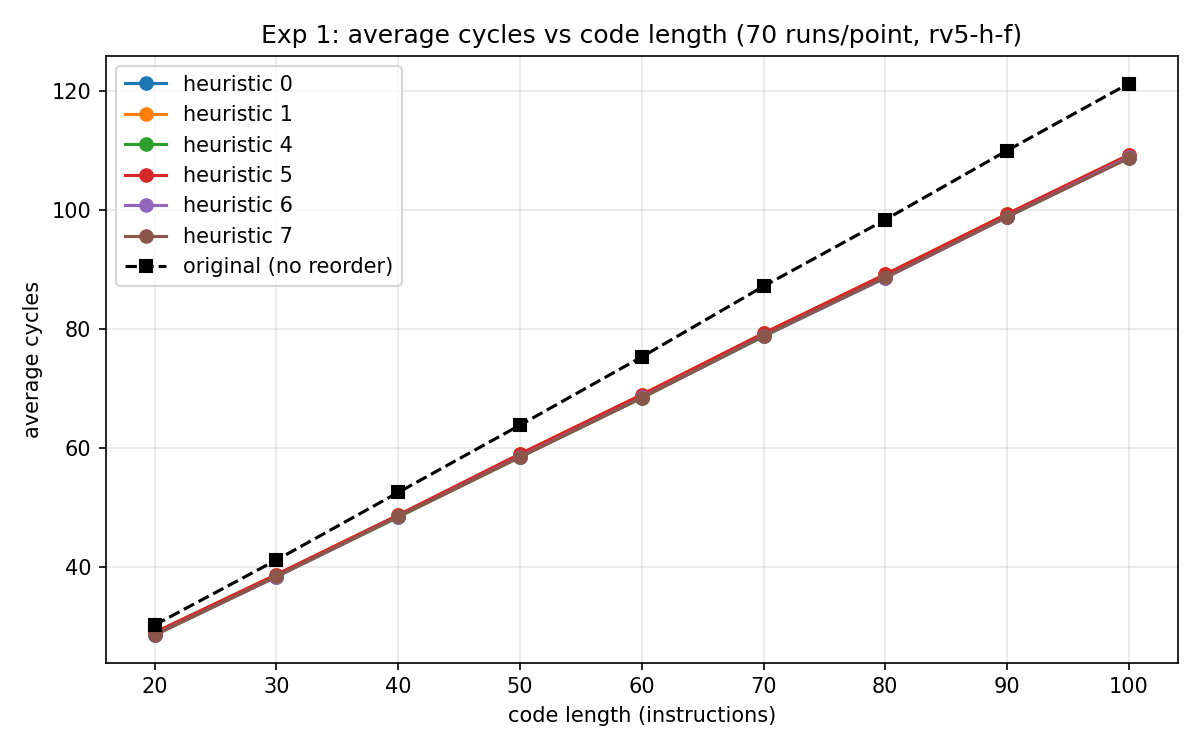 Exp 1: average cycles vs code length (70 runs/point, rv5-h-f)
heuristic 0
heuristic 1
heuristic 4
heuristic 5
heuristic 6
heuristic 7
original (no reorder)
average cycles
120
100
80
60
40
20 30 40 50 60 70 80 90 100
code length (instructions)